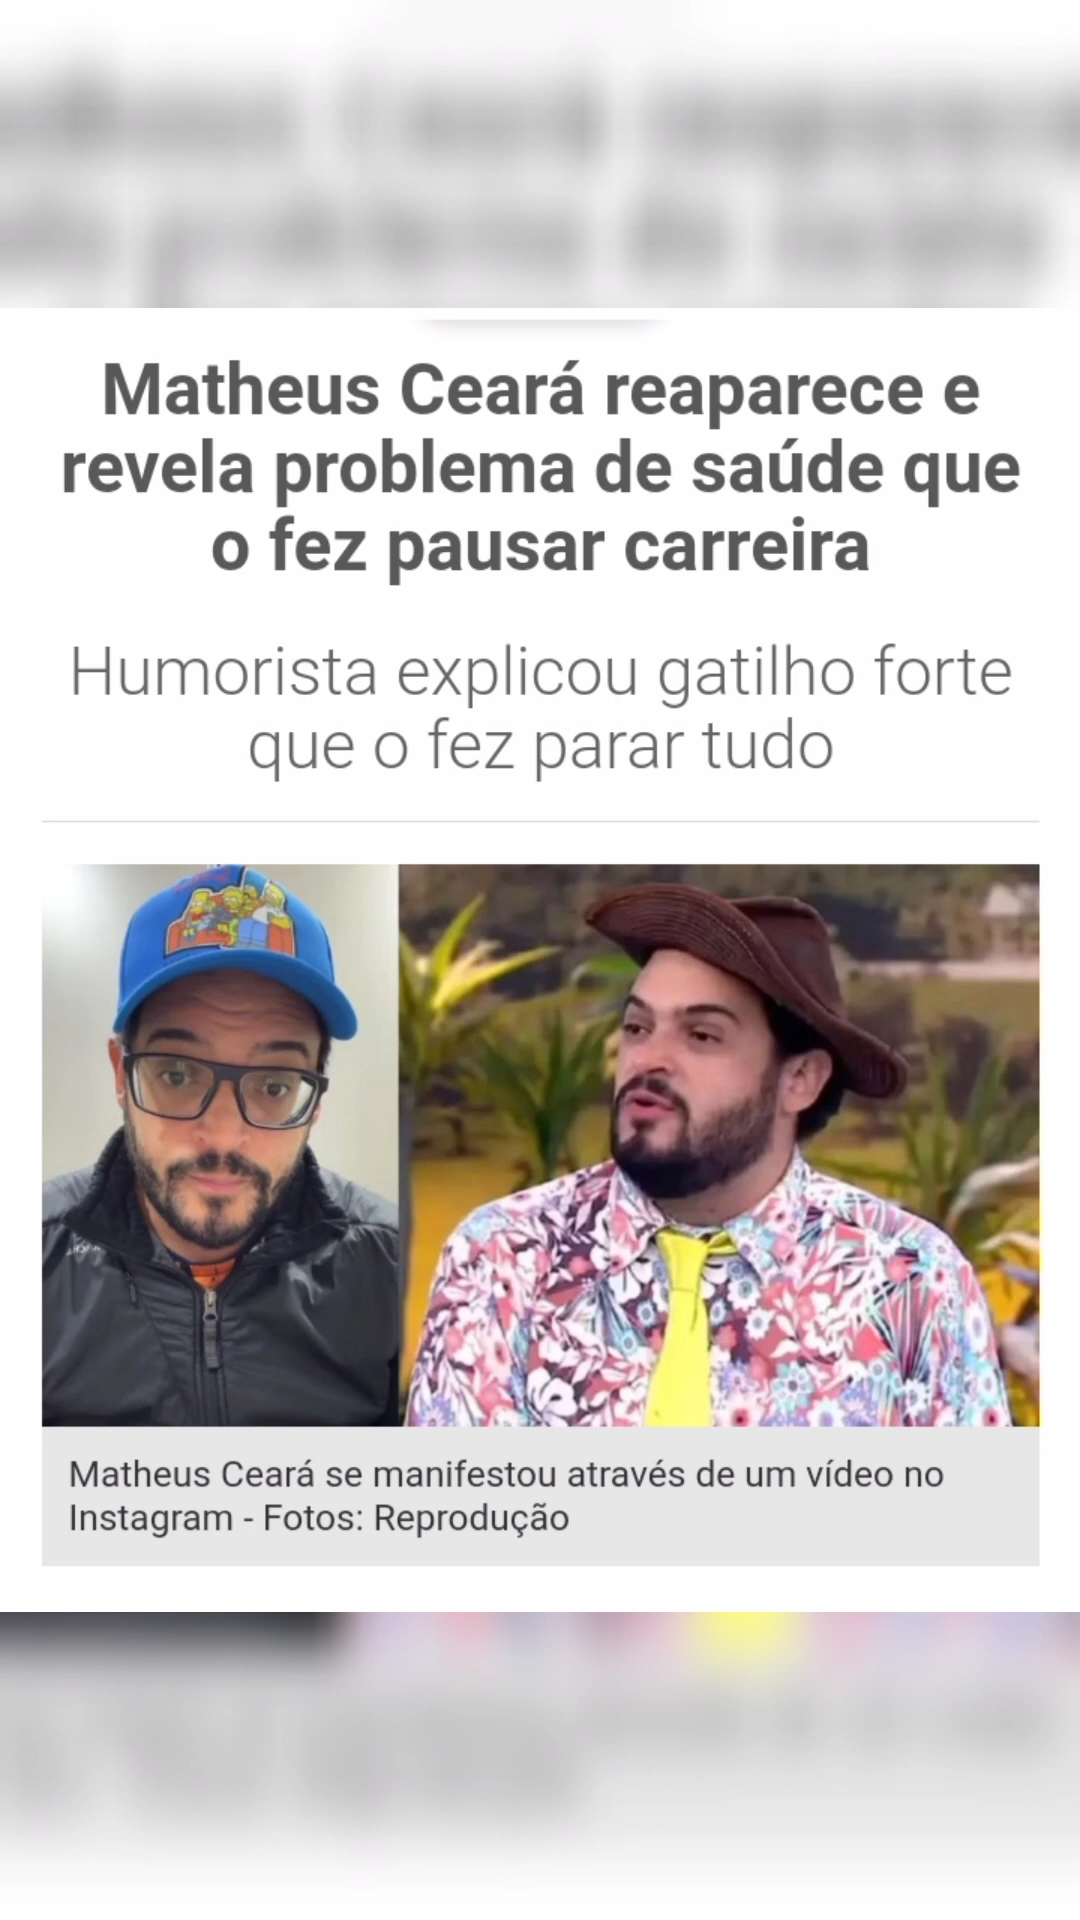 Matheus Ceará reaparece e
revela problema de saúde que
o fez pausar carreira
Humorista explicou gatilho forte
que o fez parar tudo
Matheus Ceará se manifestou através de um vídeo no
Instagram - Fotos: Reprodução